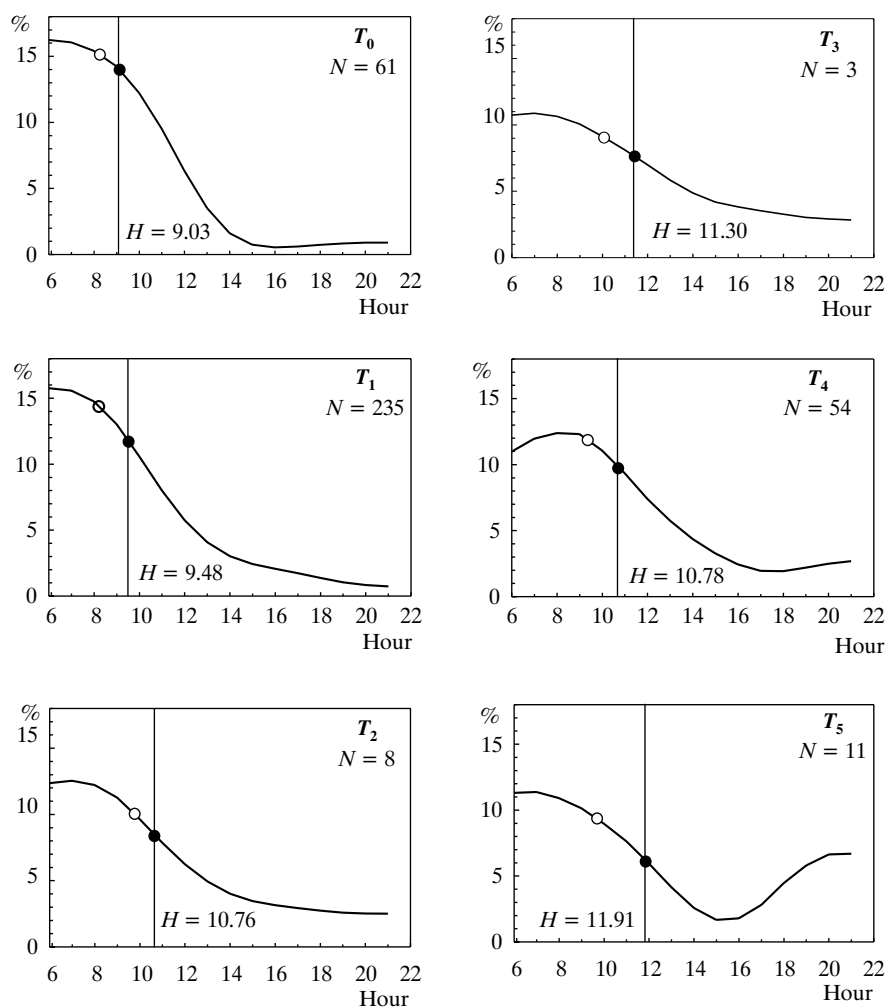 %
15
10
5
0
T0
N = 61
H = 9.03
6 8 10 12 14 16 18 20 22
Hour
%
15
10
5
0
T3
N = 3
H = 11.30
6 8 10 12 14 16 18 20 22
Hour
%
15
10
5
0
T1
N = 235
H = 9.48
6 8 10 12 14 16 18 20 22
Hour
%
15
10
5
0
T4
N = 54
H = 10.78
6 8 10 12 14 16 18 20 22
Hour
%
15
10
5
0
T2
N = 8
H = 10.76
6 8 10 12 14 16 18 20 22
Hour
%
15
10
5
0
T5
N = 11
H = 11.91
6 8 10 12 14 16 18 20 22
Hour